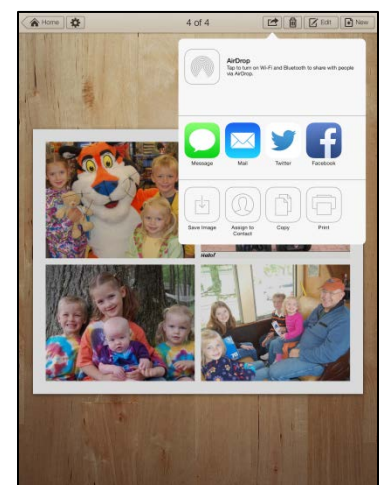 Home
4 of 4
Edit
New
AirDrop
Tap to turn on Wi-Fi and Bluetooth to share with people
via AirDrop.
Message
Mail
Twitter
Facebook
Save Image
Assign to
Contact
Copy
Print
Hello!